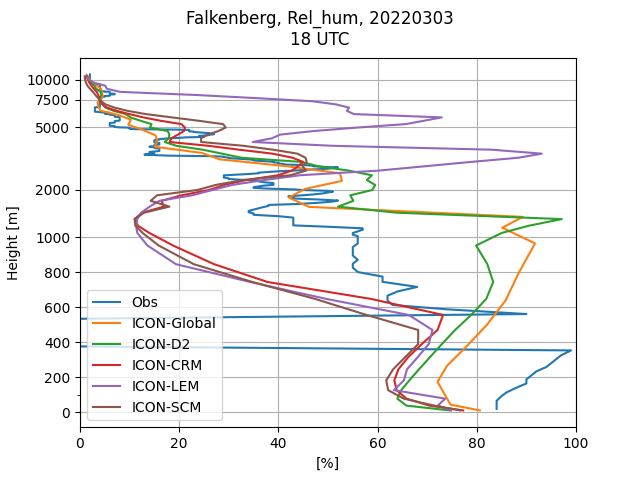 Falkenberg, Rel_hum, 20220303
18 UTC
10000
7500
5000
2000
1000
800
600
400
200
0
Height [m]
Obs
ICON-Global
ICON-D2
ICON-CRM
ICON-LEM
ICON-SCM
0 20 40 60 80 100
[%]